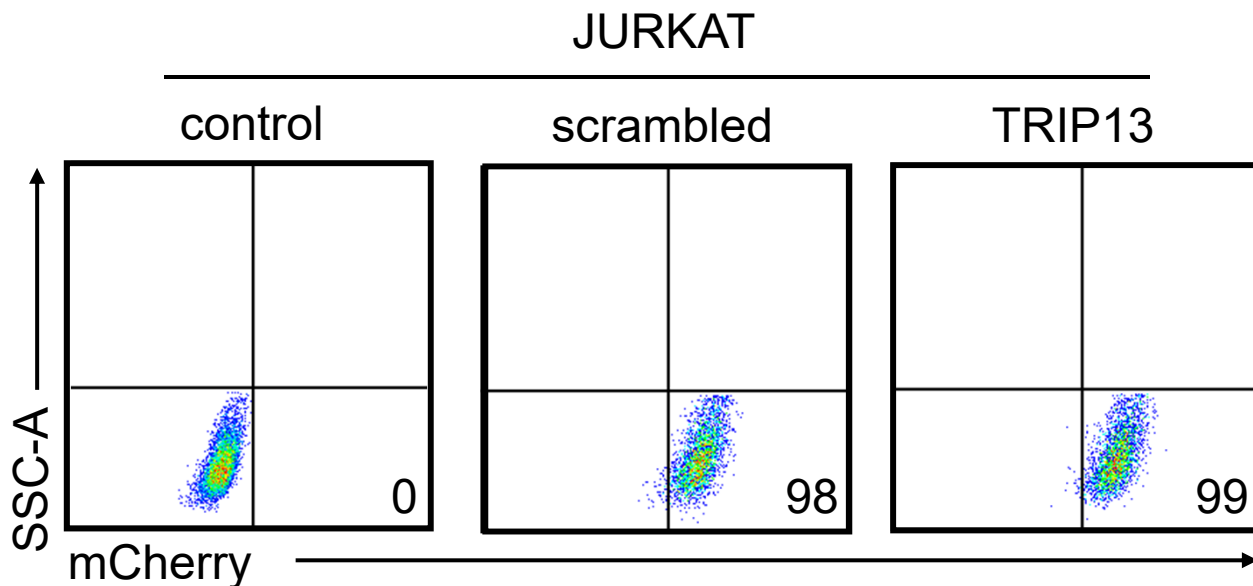 JURKAT
control scrambled TRIP13
SSC-A
0 98 99
mCherry